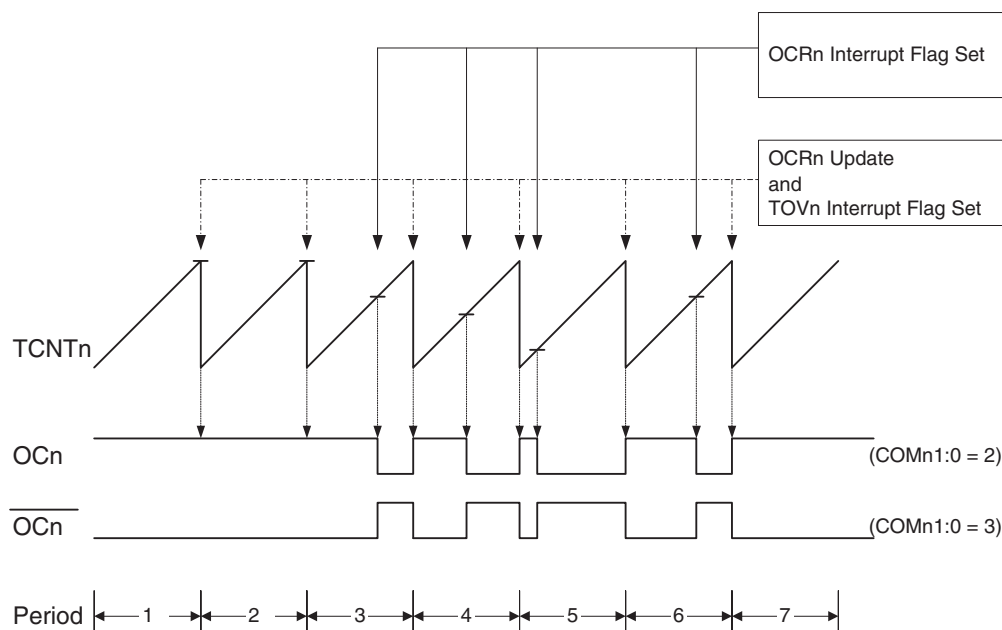 OCRn Interrupt Flag Set
OCRn Update
and
TOVn Interrupt Flag Set
TCNTn
OCn
(COMn1:0 = 2)
OCn
(COMn1:0 = 3)
Period
1
2
3
4
5
6
7